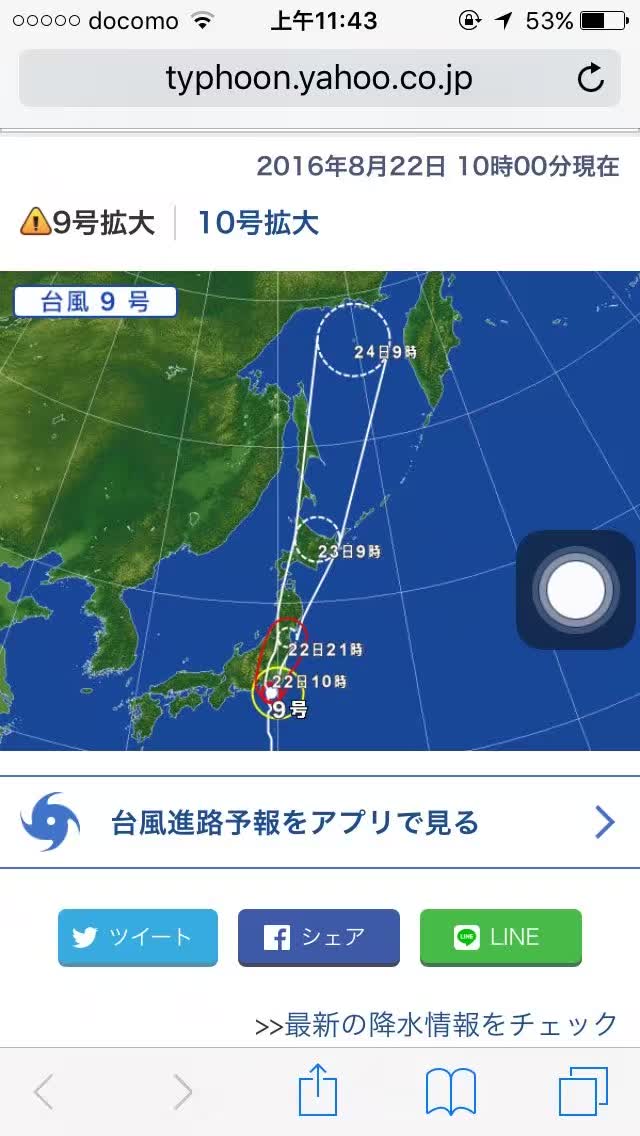 docomo 上午11:43 53%
typhoon.yahoo.co.jp
2016年8月22日 10時00分現在
9号拡大 10号拡大
台風 9 号
24日9時
23日9時
22日21時
22日10時
9号
台風進路予報をアプリで見る
ツイート シェア LINE LINE
>>最新の降水情報をチェック